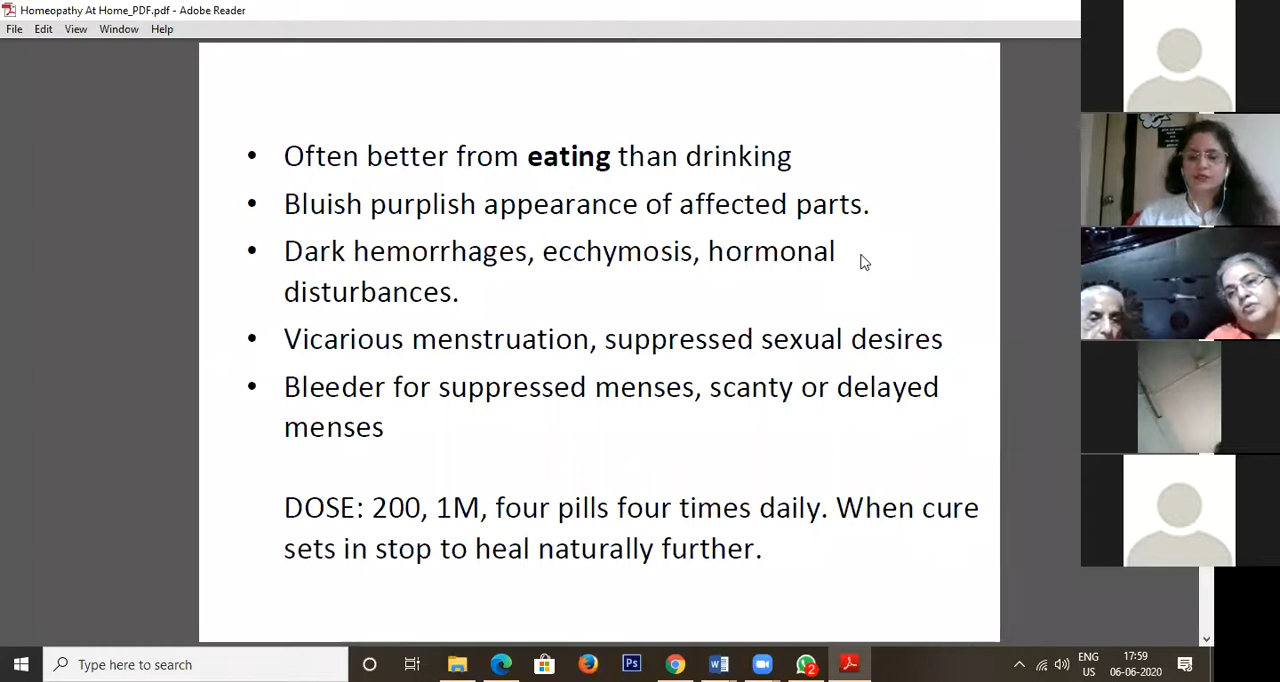 Homeopathy At Home_PDF.pdf - Adobe Reader
File Edit View Window Help
• Often better from eating than drinking
• Bluish purplish appearance of affected parts.
• Dark hemorrhages, ecchymosis, hormonal
disturbances.
• Vicarious menstruation, suppressed sexual desires
• Bleeder for suppressed menses, scanty or delayed
menses
DOSE: 200, 1M, four pills four times daily. When cure
sets in stop to heal naturally further.
Type here to search
Ps
2
ENG
US
17:59
06-06-2020